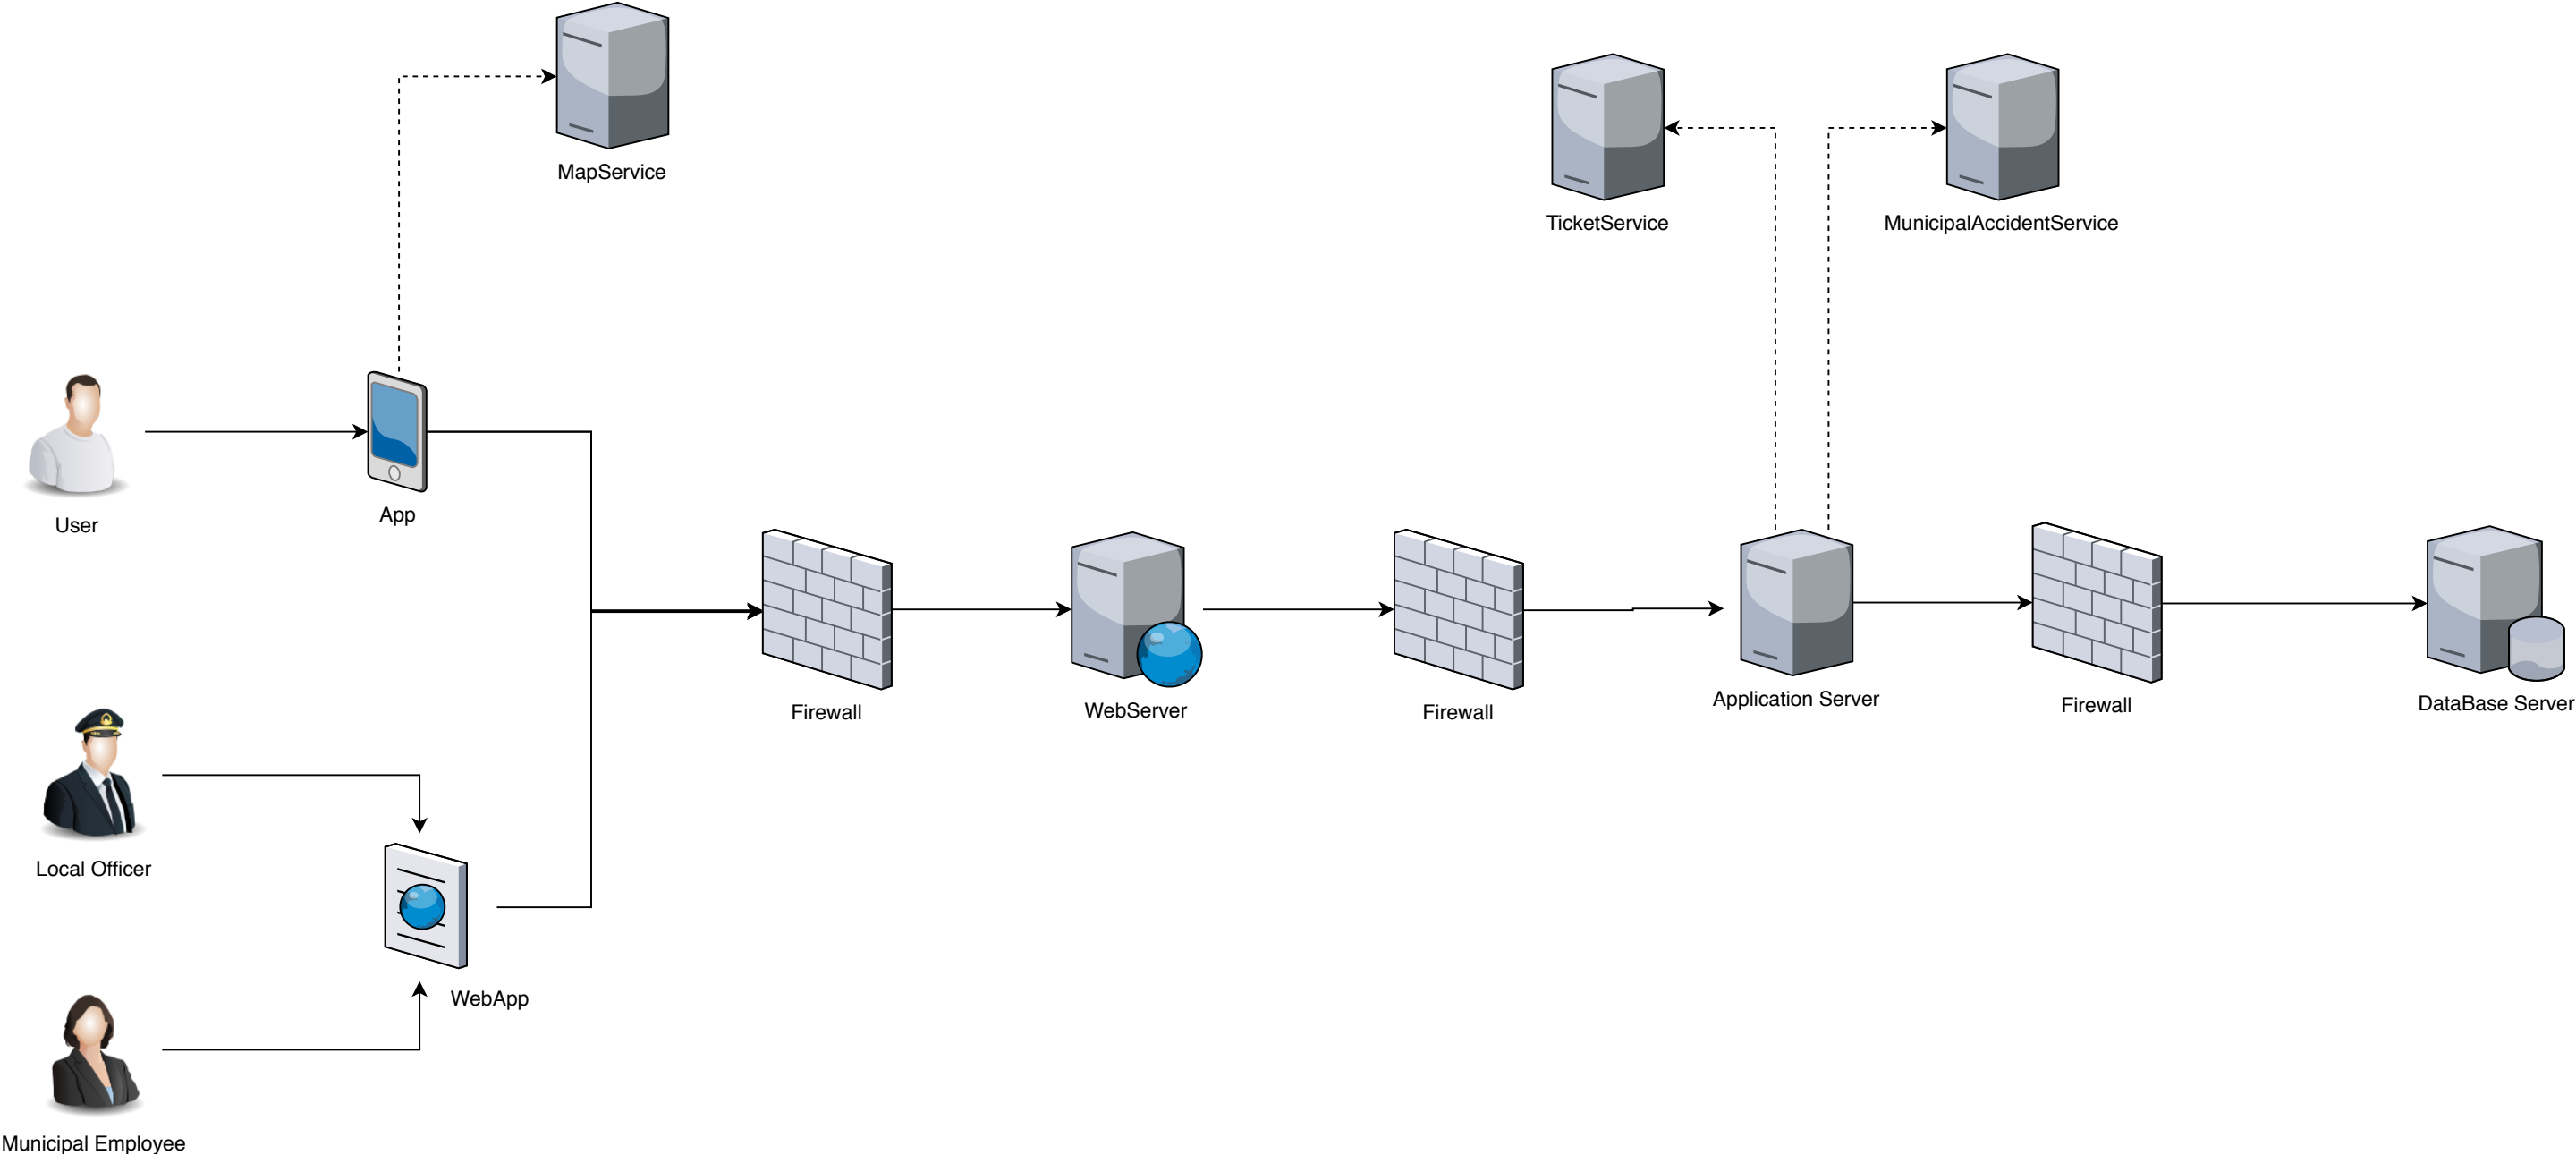 MapService
TicketService
MunicipalAccidentService
User
App
Firewall
WebServer
Firewall
Application Server
Firewall
DataBase Server
Local Officer
WebApp
Municipal Employee